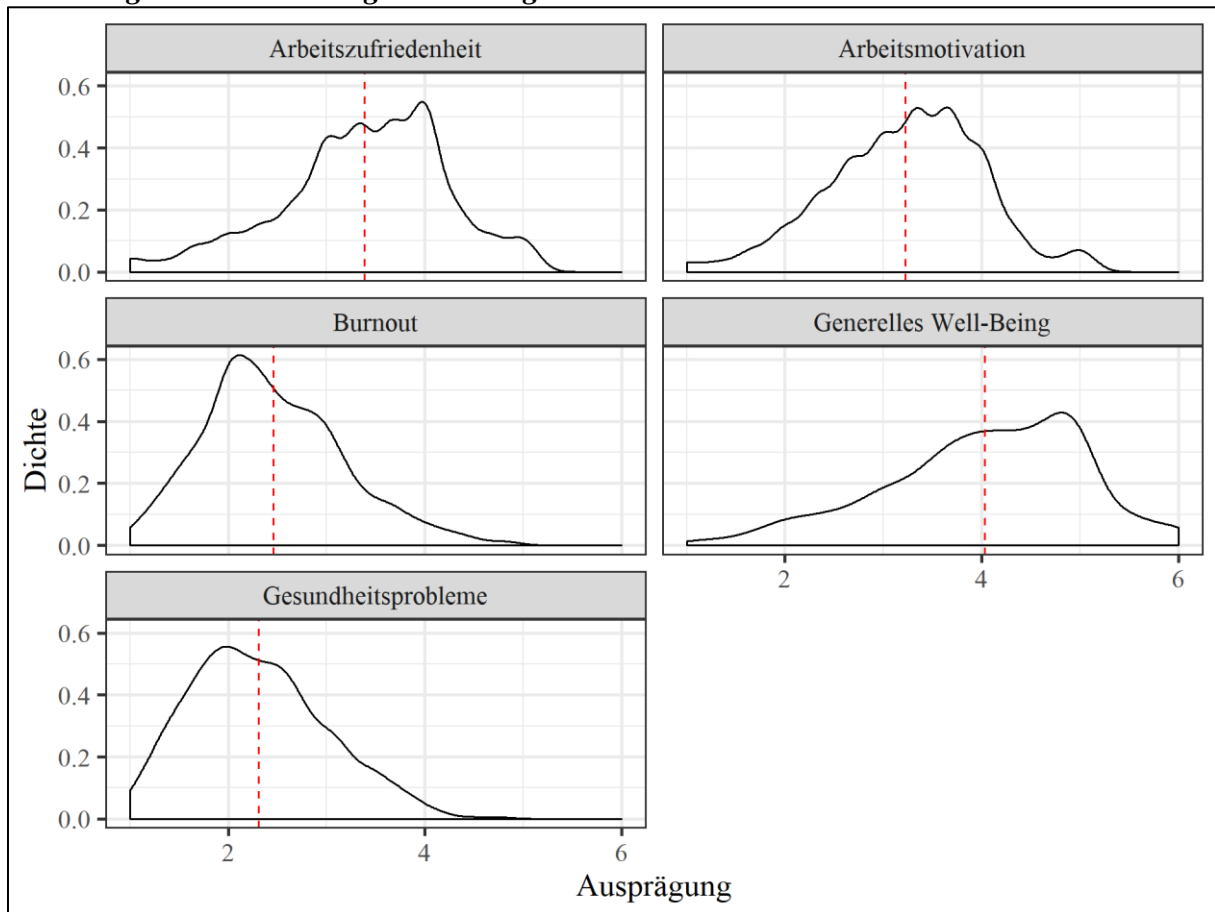 Arbeitszufriedenheit
Arbeitsmotivation
0.6
0.4
0.2
0.0
Burnout
Generelles Well-Being
0.6
0.4
0.2
0.0
2
4
6
Gesundheitsprobleme
0.6
0.4
0.2
0.0
2
4
6
Dichte
Ausprägung